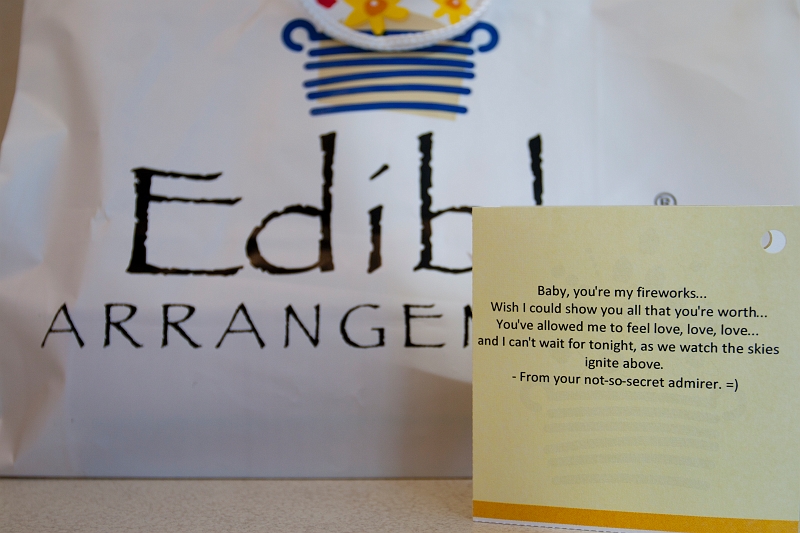 Edibl
®
ARRANGEM
Baby, you're my fireworks...
Wish I could show you all that you're worth...
You've allowed me to feel love, love, love...
and I can't wait for tonight, as we watch the skies
ignite above.
- From your not-so-secret admirer. =)